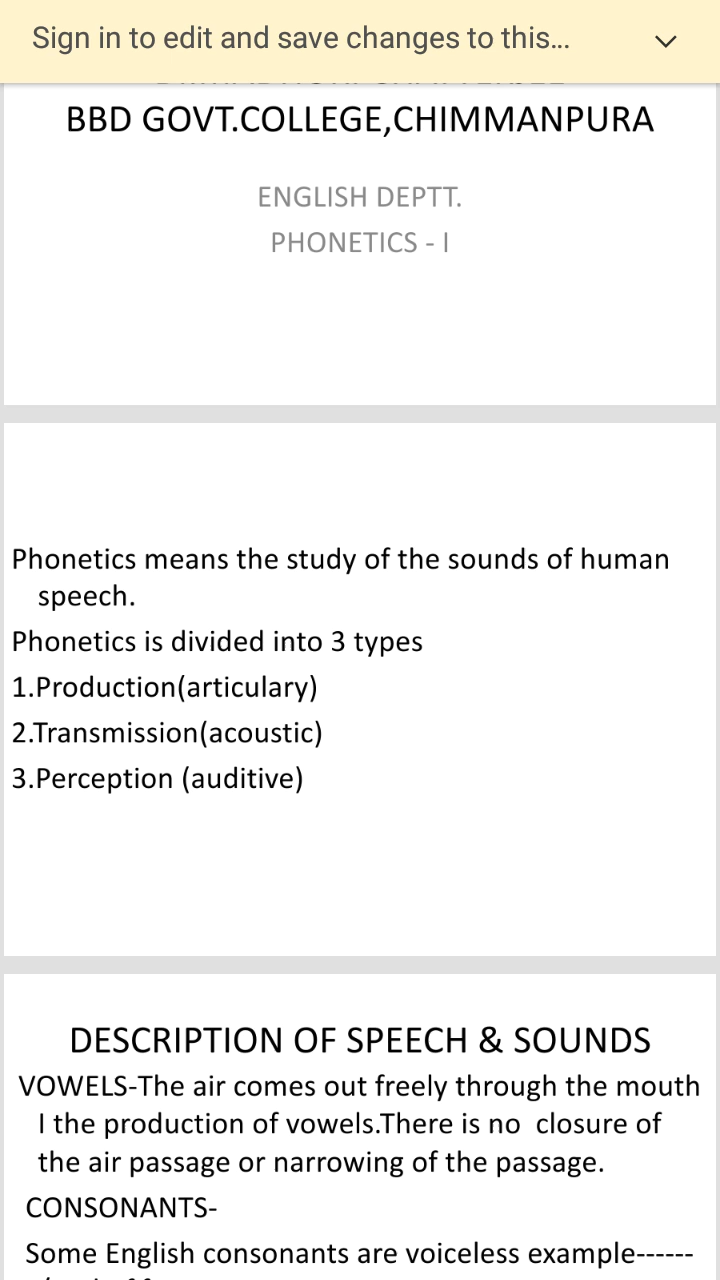 Sign in to edit and save changes to this...
BBD GOVT.COLLEGE,CHIMMANPURA
ENGLISH DEPTT.
PHONETICS - I
Phonetics means the study of the sounds of human
speech.
Phonetics is divided into 3 types
1.Production(articulary)
2.Transmission(acoustic)
3.Perception (auditive)
DESCRIPTION OF SPEECH & SOUNDS
VOWELS-The air comes out freely through the mouth
I the production of vowels.There is no  closure of
the air passage or narrowing of the passage.
CONSONANTS-
Some English consonants are voiceless example------